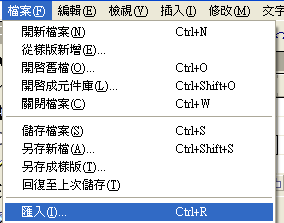 檔案(F) 編輯(E) 檢視(V) 插入(I) 修改(M) 文字
開新檔案(N) Ctrl+N
從樣版新增(E)...
開啓舊檔(O)... Ctrl+O
開啓成元件庫(L)... Ctrl+Shift+O
關閉檔案(C) Ctrl+W
儲存檔案(S) Ctrl+S
另存新檔(A)... Ctrl+Shift+S
另存成樣版(T)...
回復至上次儲存(T)
匯入(I)... Ctrl+R